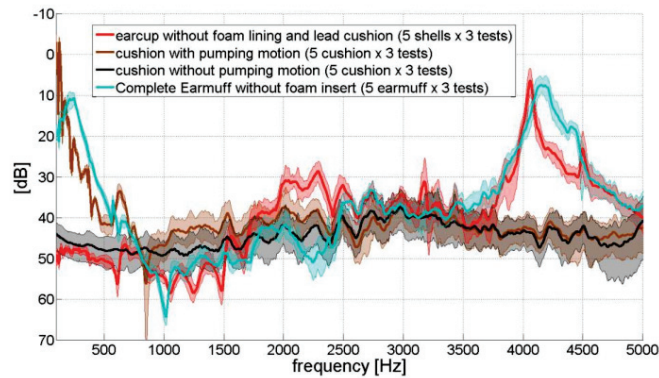 -10
0
10
20
30
40
50
60
70
[dB]
earcup without foam lining and lead cushion (5 shells x 3 tests)
cushion with pumping motion (5 cushion x 3 tests)
cushion without pumping motion (5 cushion x 3 tests)
Complete Earmuff without foam insert (5 earmuff x 3 tests)
500 1000 1500 2000 2500 3000 3500 4000 4500 5000
frequency [Hz]